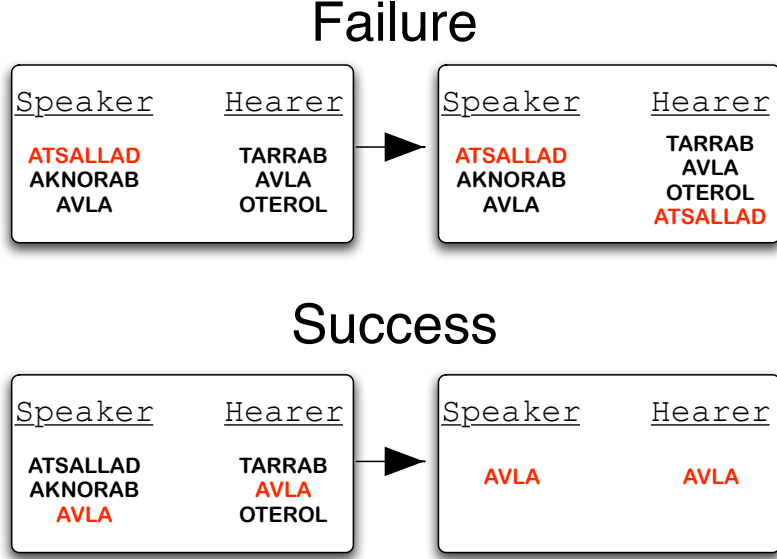 Failure
Speaker Hearer Speaker Hearer
ATSALLAD TARRAB ATSALLAD TARRAB
AKNORAB AVLA AKNORAB AVLA
AVLA OTEROL AVLA OTEROL
ATSALLAD
Success
Speaker Hearer Speaker Hearer
ATSALLAD TARRAB
AKNORAB AVLA AVLA AVLA
AVLA OTEROL